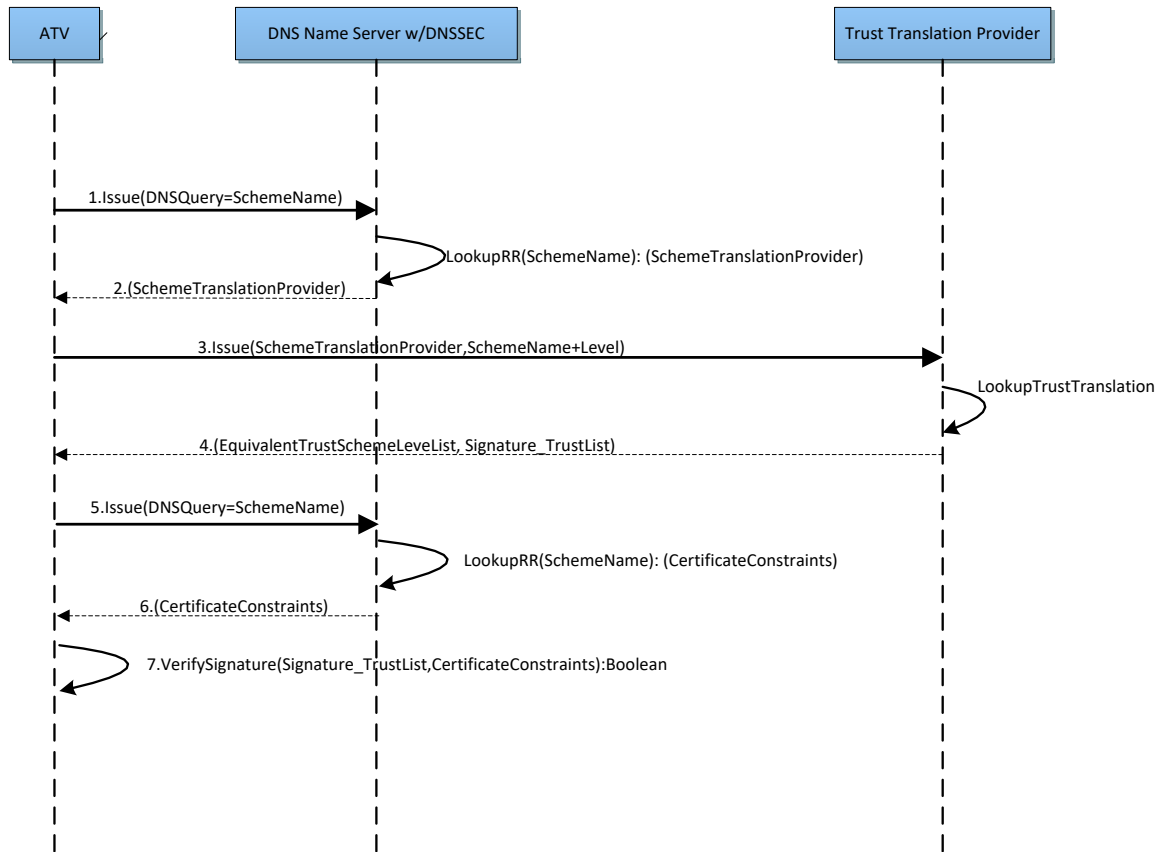 ATV
DNS Name Server w/DNSSEC
Trust Translation Provider
1.Issue(DNSQuery=SchemeName)
LookupRR(SchemeName): (SchemeTranslationProvider)
2.(SchemeTranslationProvider)
3.Issue(SchemeTranslationProvider,SchemeName+Level)
LookupTrustTranslation
4.(EquivalentTrustSchemeLeveList, Signature_TrustList)
5.Issue(DNSQuery=SchemeName)
LookupRR(SchemeName): (CertificateConstraints)
6.(CertificateConstraints)
7.VerifySignature(Signature_TrustList,CertificateConstraints):Boolean